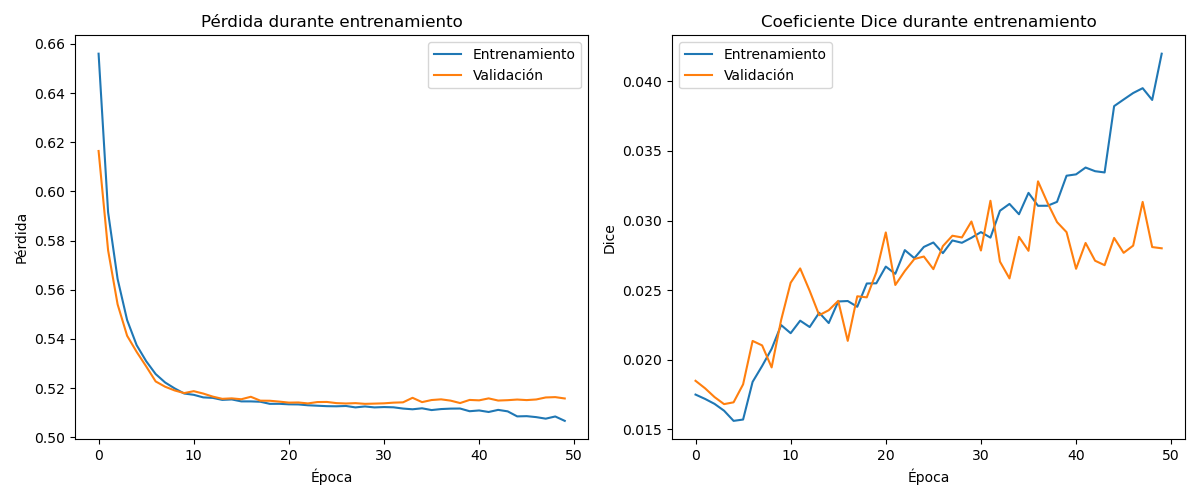 Pérdida durante entrenamiento
0.66
0.64
0.62
0.60
0.58
0.56
0.54
0.52
0.50
Pérdida
0
10
20
30
40
50
Época
Entrenamiento
Validación
Coeficiente Dice durante entrenamiento
Entrenamiento
Validación
0.040
0.035
0.030
0.025
0.020
0.015
Dice
0
10
20
30
40
50
Época